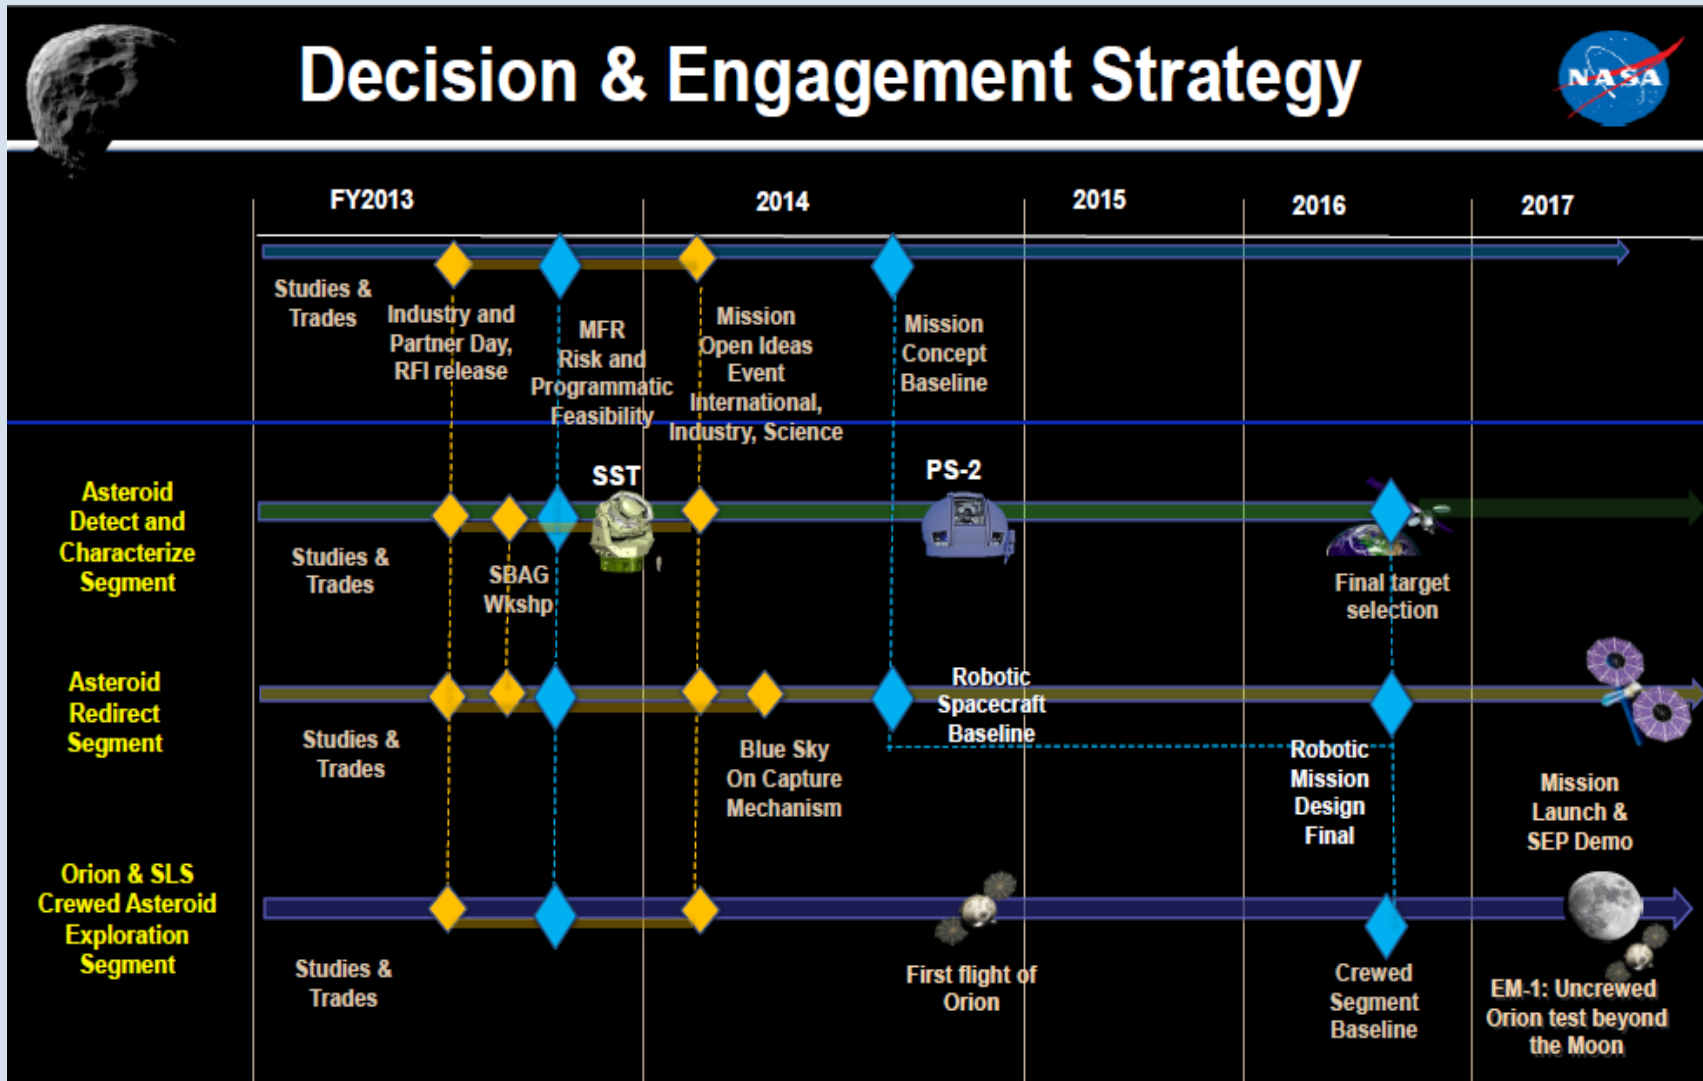 Decision & Engagement Strategy
NASA
FY2013
2014
2015
2016
2017
Studies &
Trades
Industry and
Partner Day,
RFI release
MFR
Risk and
Programmatic
Feasibility
Mission
Open Ideas
Event
International,
Industry, Science
Mission
Concept
Baseline
Asteroid
Detect and
Characterize
Segment
Studies &
Trades
SBAG
Wkshp
SST
PS-2
Final target
selection
Asteroid
Redirect
Segment
Studies &
Trades
Blue Sky
On Capture
Mechanism
Robotic
Spacecraft
Baseline
Robotic
Mission
Design
Final
Mission
Launch &
SEP Demo
Orion & SLS
Crewed Asteroid
Exploration
Segment
Studies &
Trades
First flight of
Orion
Crewed
Segment
Baseline
EM-1: Uncrewed
Orion test beyond
the Moon